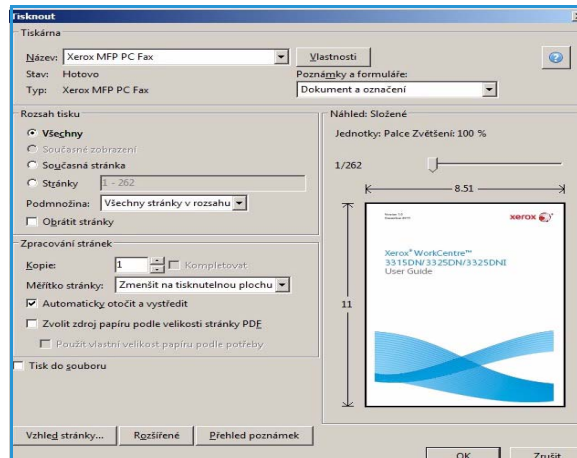 Tisknout
Tiskárna
Název: Xerox MFP PC Fax
Vlastnosti
Stav: Hotovo
Poznámky a formuláře:
Typ: Xerox MFP PC Fax
Dokument a označení
Rozsah tisku
Všechny
Současné zobrazení
Současná stránka
Stránky 1 - 262
Podmnožina: Všechny stránky v rozsahu
Obrátit stránky
Zpracování stránek
Kopie: 1 Kompletovat
Měřítko stránky: Zmenšit na tisknutelnou plochu
Automaticky otočit a vystředit
Zvolit zdroj papíru podle velikosti stránky PDF
Použít vlastní velikost papíru podle potřeby
Tisk do souboru
Náhled: Složené
Jednotky: Palce Zvětšení: 100 %
1/262
8.51
11
xerox
Xerox® WorkCentre™
3315DN/3325DN/3325DNI
User Guide
Vzhled stránky...
Rozšířené
Přehled poznámek
OK
Zrušit